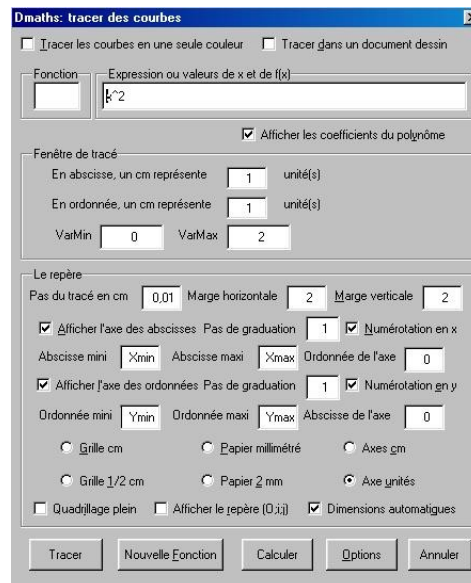 Dmaths: tracer des courbes
Tracer les courbes en une seule couleur Tracer dans un document dessin
Fonction Expression ou valeurs de x et de f(x)
x^2
Afficher les coefficients du polynôme
Fenêtre de tracé
En abscisse, un cm représente 1 unité(s)
En ordonnée, un cm représente 1 unité(s)
VarMin 0 VarMax 2
Le repère
Pas du tracé en cm 0,01 Marge horizontale 2 Marge verticale 2
Afficher l'axe des abscisses Pas de graduation 1 Numérotation en x
Abscisse mini Xmin Abscisse maxi Xmax Ordonnée de l'axe 0
Afficher l'axe des ordonnées Pas de graduation 1 Numérotation en y
Ordonnée mini Ymin Ordonnée maxi Ymax Abscisse de l'axe 0
Grille cm Papier millimétré Axes cm
Grille 1/2 cm Papier 2 mm Axe unités
Quadrillage plein Afficher le repère (O;i;j) Dimensions automatiques
Tracer Nouvelle Fonction Calculer Options Annuler